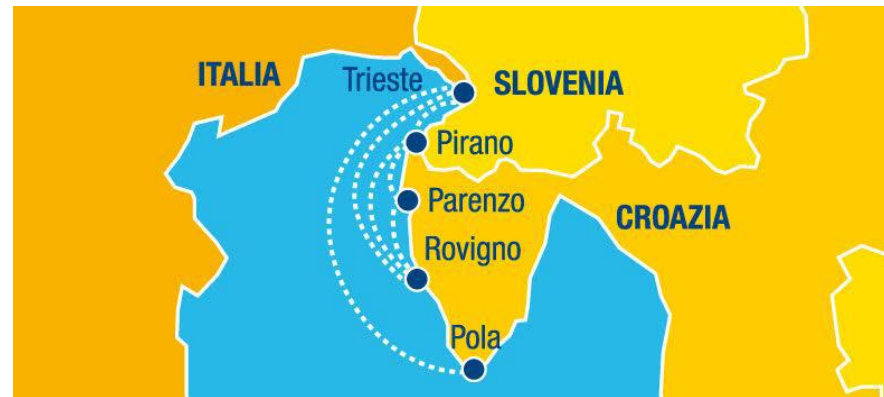 ITALIA
Trieste
SLOVENIA
Pirano
Parenzo
CROAZIA
Rovigno
Pola